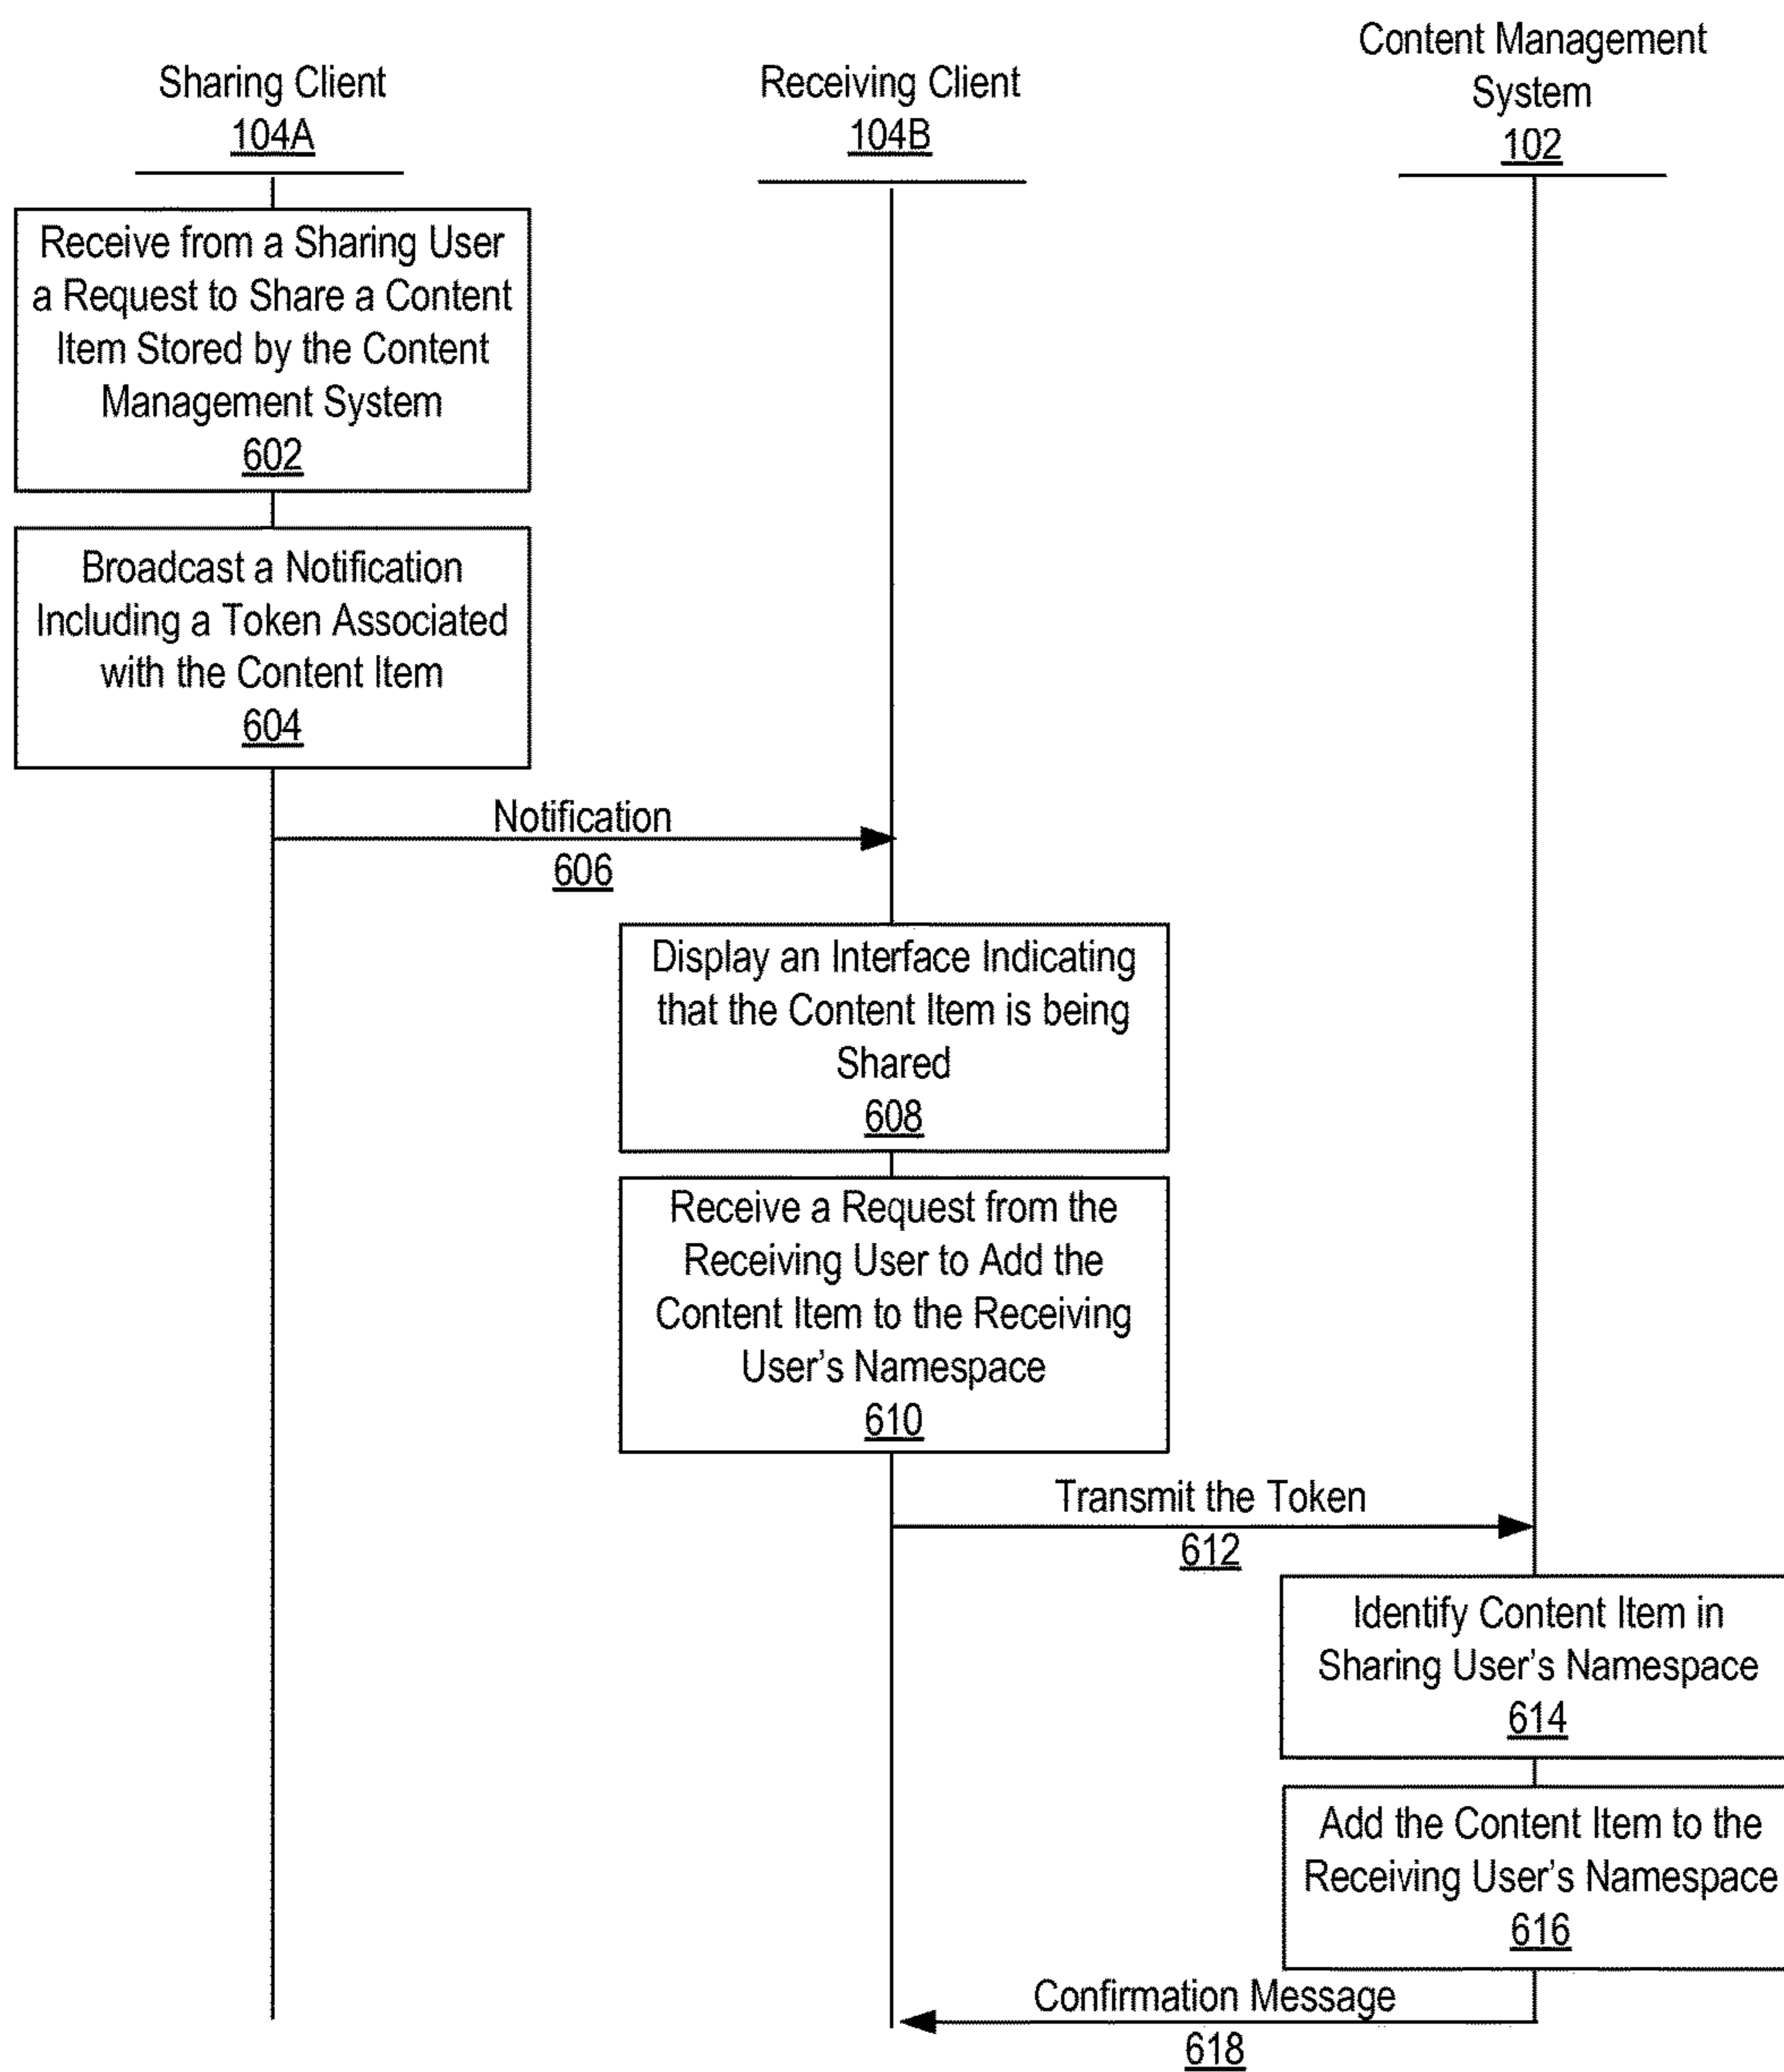 Sharing Client
104A
Receiving Client
104B
Content Management
System
102
Receive from a Sharing User
a Request to Share a Content
Item Stored by the Content
Management System
602
Broadcast a Notification
Including a Token Associated
with the Content Item
604
Notification
606
Display an Interface Indicating
that the Content Item is being
Shared
608
Receive a Request from the
Receiving User to Add the
Content Item to the Receiving
User's Namespace
610
Transmit the Token
612
Identify Content Item in
Sharing User's Namespace
614
Add the Content Item to the
Receiving User's Namespace
616
Confirmation Message
618